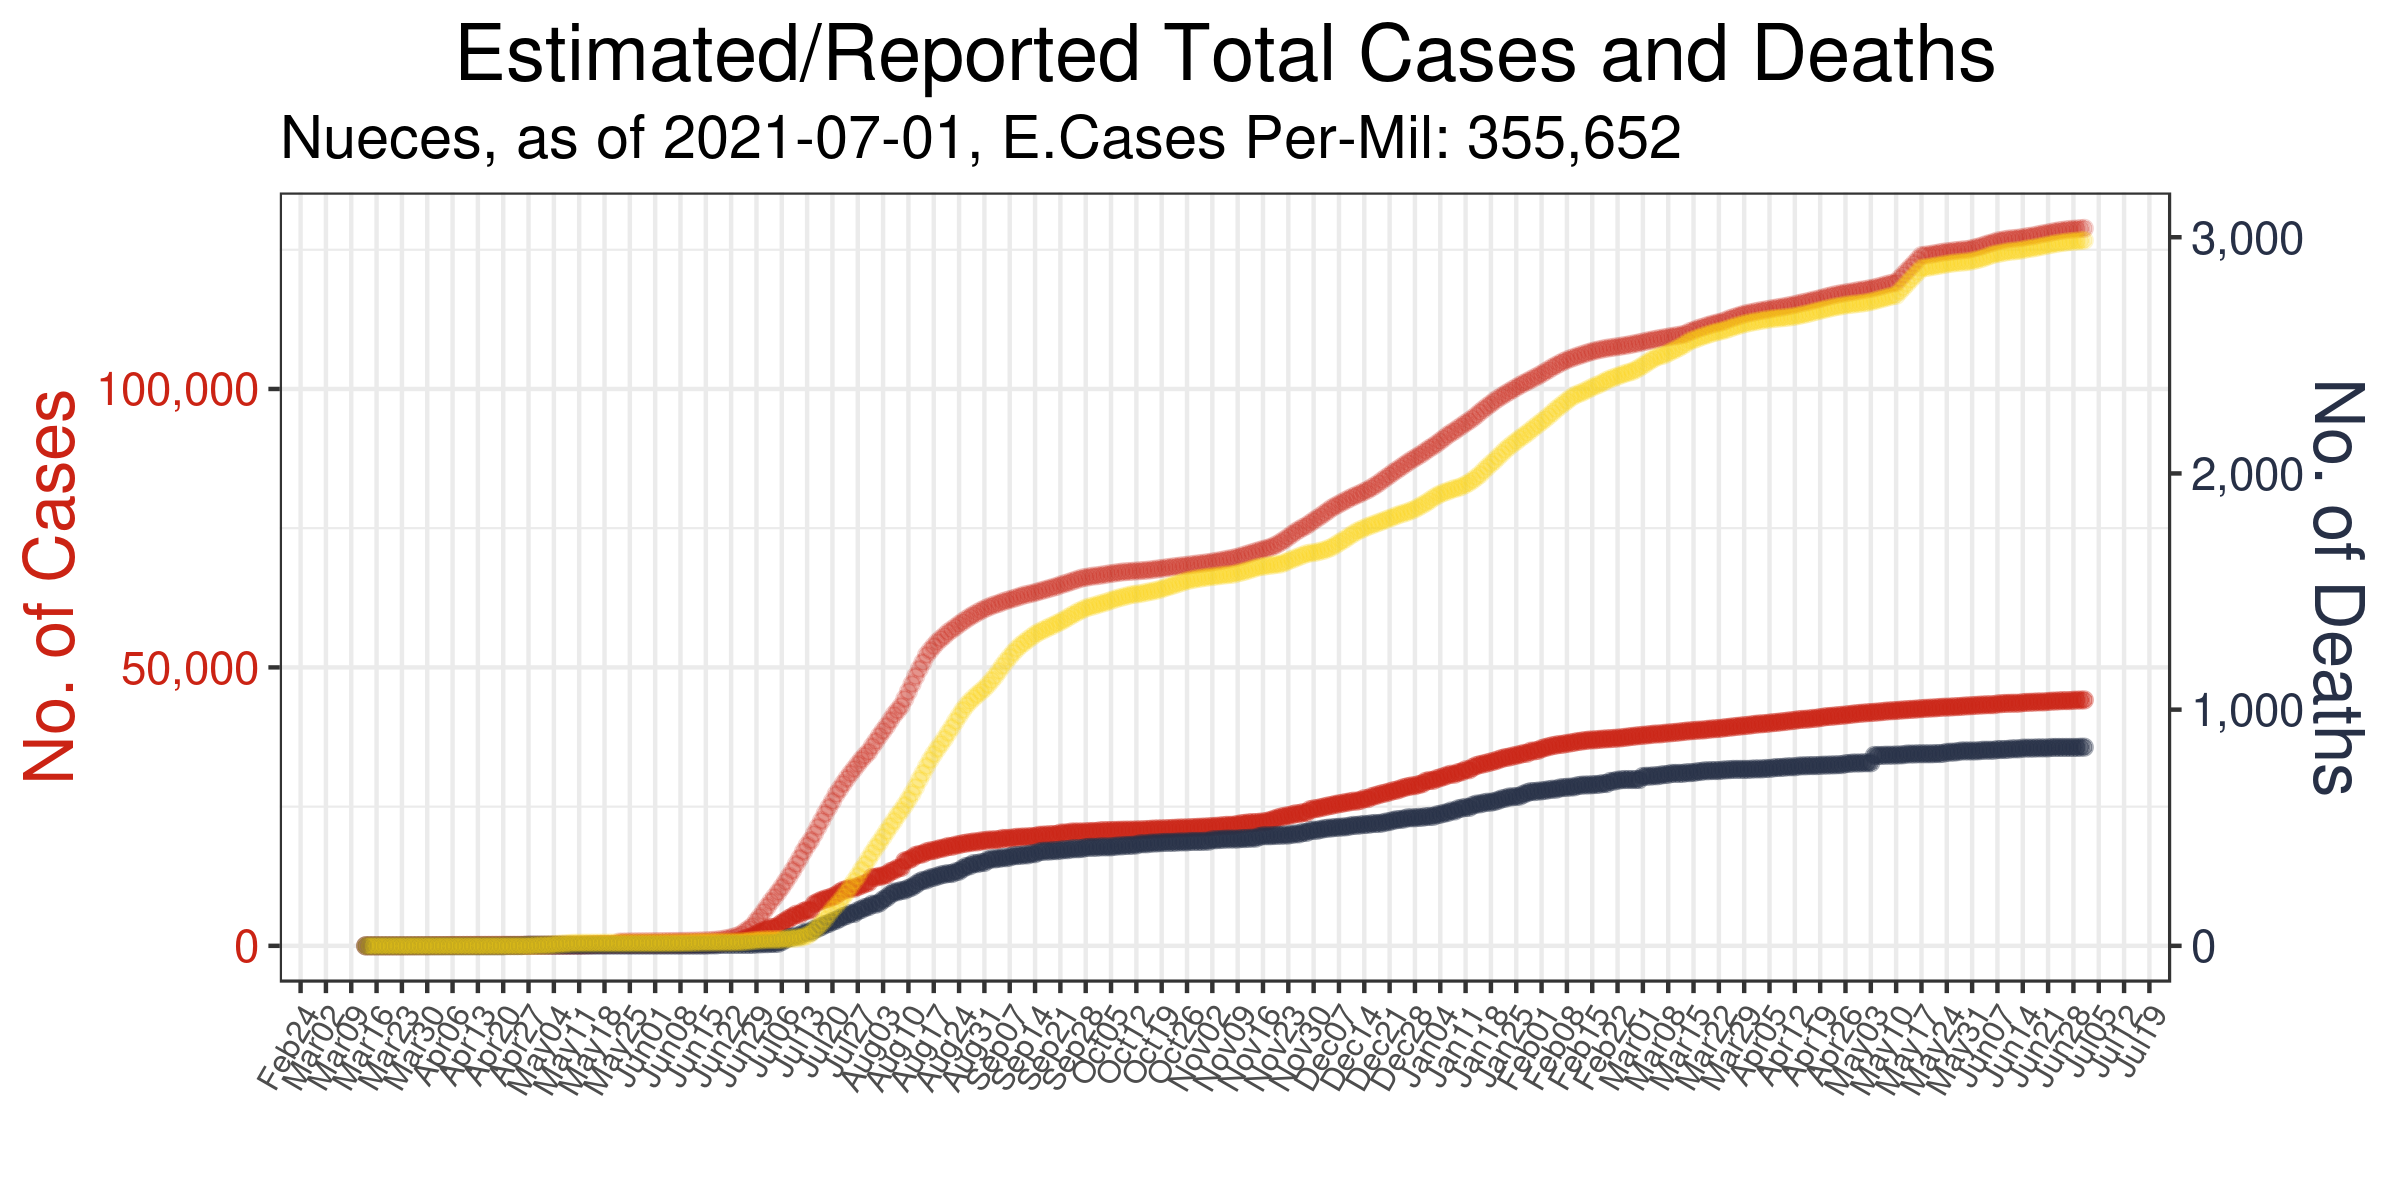 Estimated/Reported Total Cases and Deaths
Nueces, as of 2021-07-01, E.Cases Per-Mil: 355,652
No. of Cases
100,000
50,000
0
3,000
2,000
1,000
0
No. of Deaths
Feb24
Mar02
Mar09
Mar16
Mar23
Mar30
Apr06
Apr13
Apr20
Apr27
May04
May11
May18
May25
Jun01
Jun08
Jun15
Jun22
Jun29
Jul06
Jul13
Jul20
Jul27
Aug03
Aug10
Aug17
Aug24
Aug31
Sep07
Sep14
Sep21
Sep28
Oct05
Oct12
Oct19
Oct26
Nov02
Nov09
Nov16
Nov23
Nov30
Dec07
Dec14
Dec21
Dec28
Jan04
Jan11
Jan18
Jan25
Feb01
Feb08
Feb15
Feb22
Mar01
Mar08
Mar15
Mar22
Mar29
Apr05
Apr12
Apr19
Apr26
May03
May10
May17
May24
May31
Jun07
Jun14
Jun21
Jun28
Jul05
Jul12
Jul19